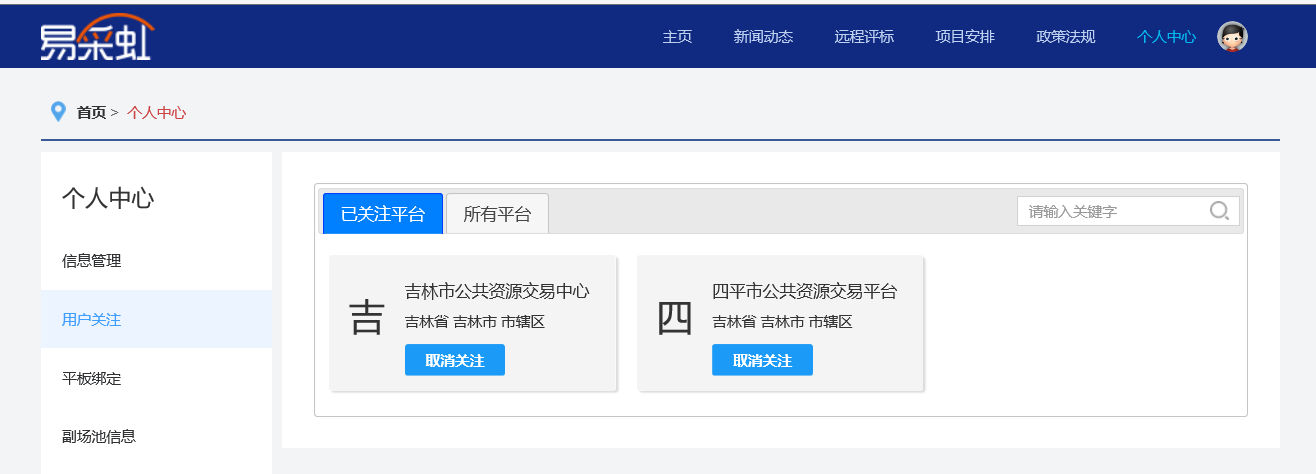 易采虹
主页 新闻动态 远程评标 项目安排 政策法规 个人中心
首页 > 个人中心
个人中心
信息管理
用户关注
平板绑定
副场池信息
已关注平台 所有平台 请输入关键字
吉
吉林市公共资源交易中心
吉林省 吉林市 市辖区
取消关注
四
四平市公共资源交易平台
吉林省 吉林市 市辖区
取消关注